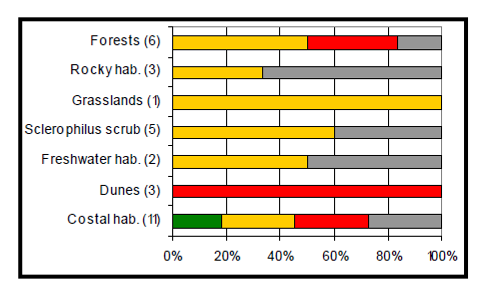 Forests (6)
Rocky hab. (3)
Grasslands (1)
Sclerophilus scrub (5)
Freshwater hab. (2)
Dunes (3)
Costal hab. (11)
0% 20% 40% 60% 80% 100%